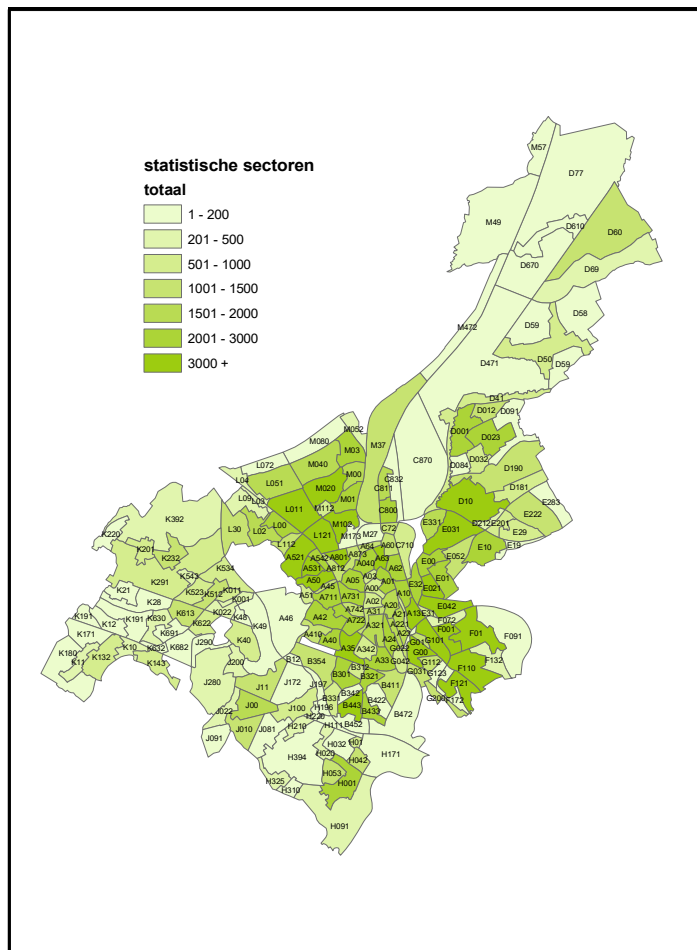 statistische sectoren
totaal
1 - 200
201 - 500
501 - 1000
1001 - 1500
1501 - 2000
2001 - 3000
3000 +
M57
D77
M49
D610
D60
D670
D69
D58
D59
M472
D50
D59
D471
D41
D012
D091
M052
M080
M03
M37
D001
D023
C870
L072
M040
M00
C832
D084
D032
D190
L04
L051
M020
C811
D181
L09
L03
M01
D10
E283
K392
L011
M112
C800
E222
K220
L30
L02
L00
M102
C72
E331
E031
D212
E201
E29
K201
L121
M173
M27
K232
L112
A64
A60
C710
E10
E19
A542
A801
A873
A63
E052
K534
A521
A531
A812
A040
A62
E00
K291
K543
A50
A05
A03
A01
E01
K523
K512
K011
A45
A00
E32
E021
K21
K001
A51
A711
A731
A02
A10
K28
K613
K022
A742
A31
A20
E042
K191
K48
A46
A42
A722
A21
A13
E31
K12
K191
K630
K622
K49
A321
A221
F072
K171
K691
A410
A23
F001
F01
K40
A40
A24
G01
G101
F091
K10
K632
K682
J290
A35
A342
G022
G00
K180
K11
K132
K143
J200
B12
B354
A33
G042
G112
F110
F132
B312
J280
J172
B301
B321
G031
G123
J11
J197
B411
F121
B331
B342
B422
G200
F172
J00
J100
H196
B443
B432
B472
J022
H220
J010
J081
H210
H111
B452
J091
H032
H01
H394
H020
H042
H171
H053
H325
H310
H001
H091